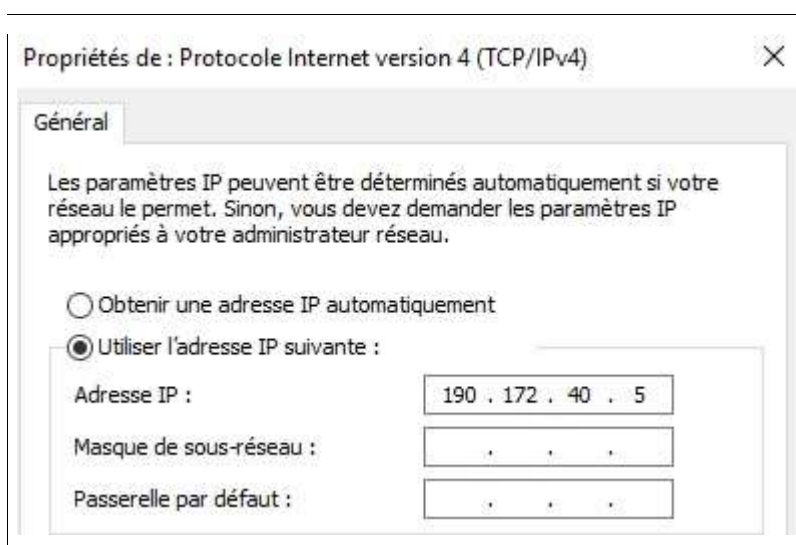 Propriétés de : Protocole Internet version 4 (TCP/IPv4)
Général
Les paramètres IP peuvent être déterminés automatiquement si votre
réseau le permet. Sinon, vous devez demander les paramètres IP
appropriés à votre administrateur réseau.
Obtenir une adresse IP automatiquement
Utiliser l'adresse IP suivante :
Adresse IP : 190 . 172 . 40 . 5
Masque de sous-réseau : . . .
Passerelle par défaut : . . .